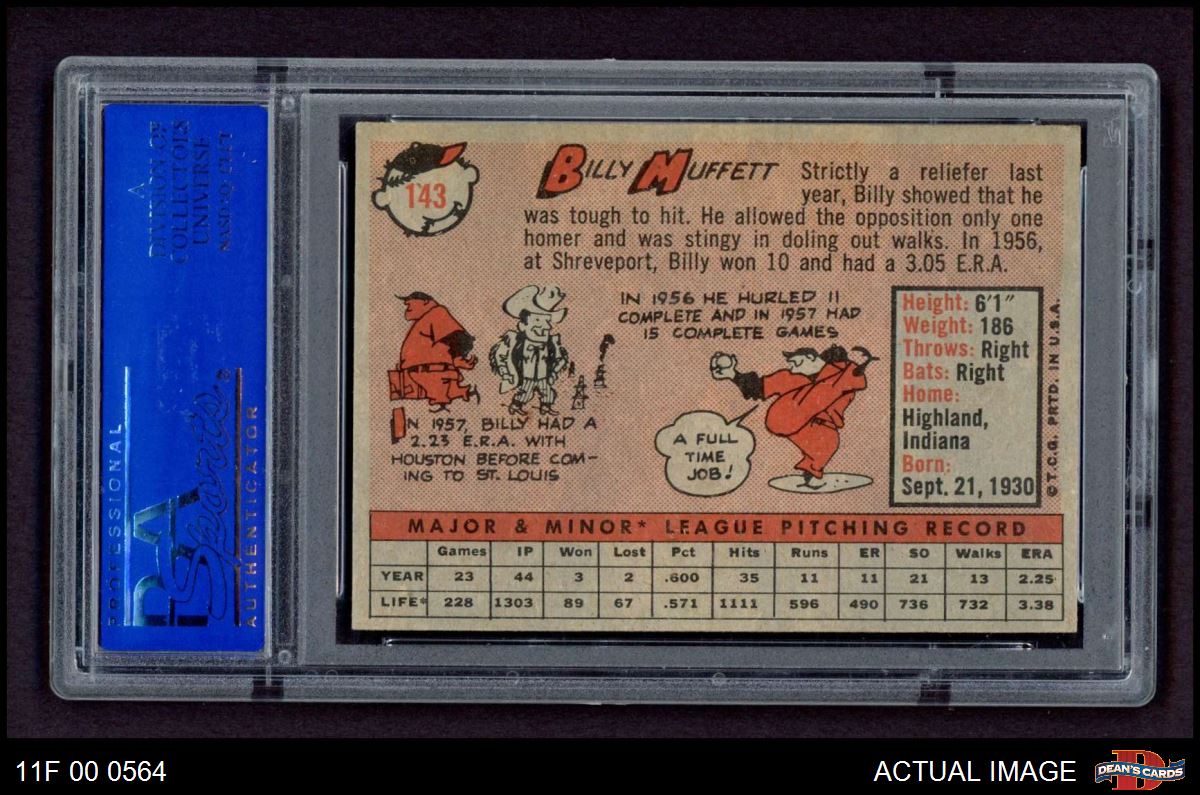 A
DIVISION OF
COLLECTORS
UNIVERSE
NASDAQ: CLCT
PROFESSIONAL
PSA
Sports
AUTHENTICATOR
143
BILLY MUFFETT
Strictly a reliefer last
year, Billy showed that he
was tough to hit. He allowed the opposition only one
homer and was stingy in doling out walks. In 1956,
at Shreveport, Billy won 10 and had a 3.05 E.R.A.
IN 1957, BILLY HAD A
2.23 E.R.A. WITH
HOUSTON BEFORE COM-
ING TO ST. LOUIS
IN 1956 HE HURLED 11
COMPLETE AND IN 1957 HAD
15 COMPLETE GAMES
A FULL
TIME
JOB!
Height: 6'1"
Weight: 186
Throws: Right
Bats: Right
Home:
Highland,
Indiana
Born:
Sept. 21, 1930
© T.C.G. PRTD. IN U.S.A.
MAJOR & MINOR* LEAGUE PITCHING RECORD
Games IP Won Lost Pct Hits Runs ER SO Walks ERA
YEAR 23 44 3 2 .600 35 11 11 21 13 2.25
LIFE* 228 1303 89 67 .571 1111 596 490 736 732 3.38
11F 00 0564
ACTUAL IMAGE
D
DEAN'S CARDS